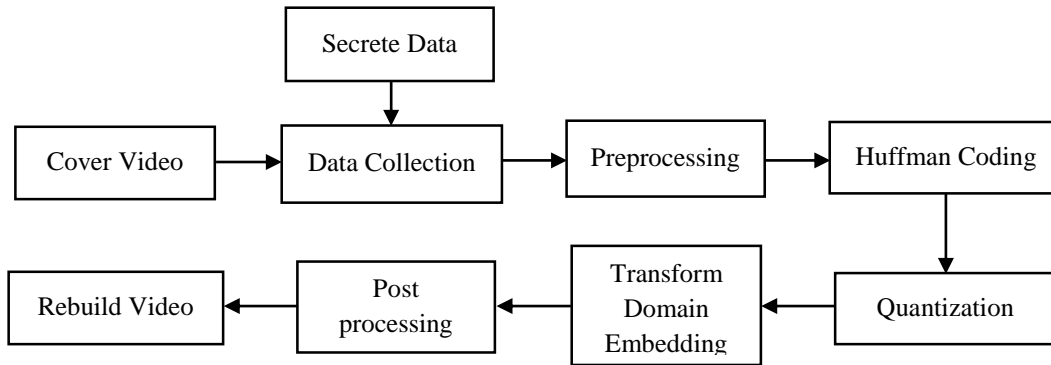 Secrete Data
Cover Video
Data Collection
Preprocessing
Huffman Coding
Rebuild Video
Post
processing
Transform
Domain
Embedding
Quantization